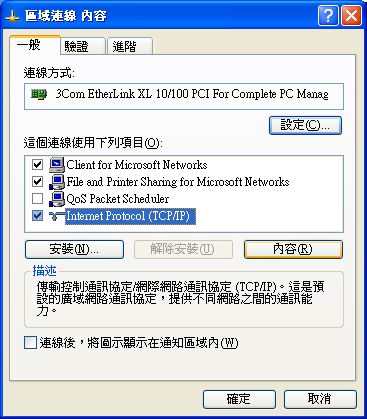 區域連線 內容
一般 驗證 進階
連線方式:
3Com EtherLink XL 10/100 PCI For Complete PC Manag
設定(C)...
這個連線使用下列項目(O):
Client for Microsoft Networks
File and Printer Sharing for Microsoft Networks
QoS Packet Scheduler
Internet Protocol (TCP/IP)
安裝(N)... 解除安裝(U) 內容(R)
描述
傳輸控制通訊協定/網際網路通訊協定 (TCP/IP)。這是預
設的廣域網路通訊協定，提供不同網路之間的通訊能
力。
連線後，將圖示顯示在通知區域內(W)
確定 取消